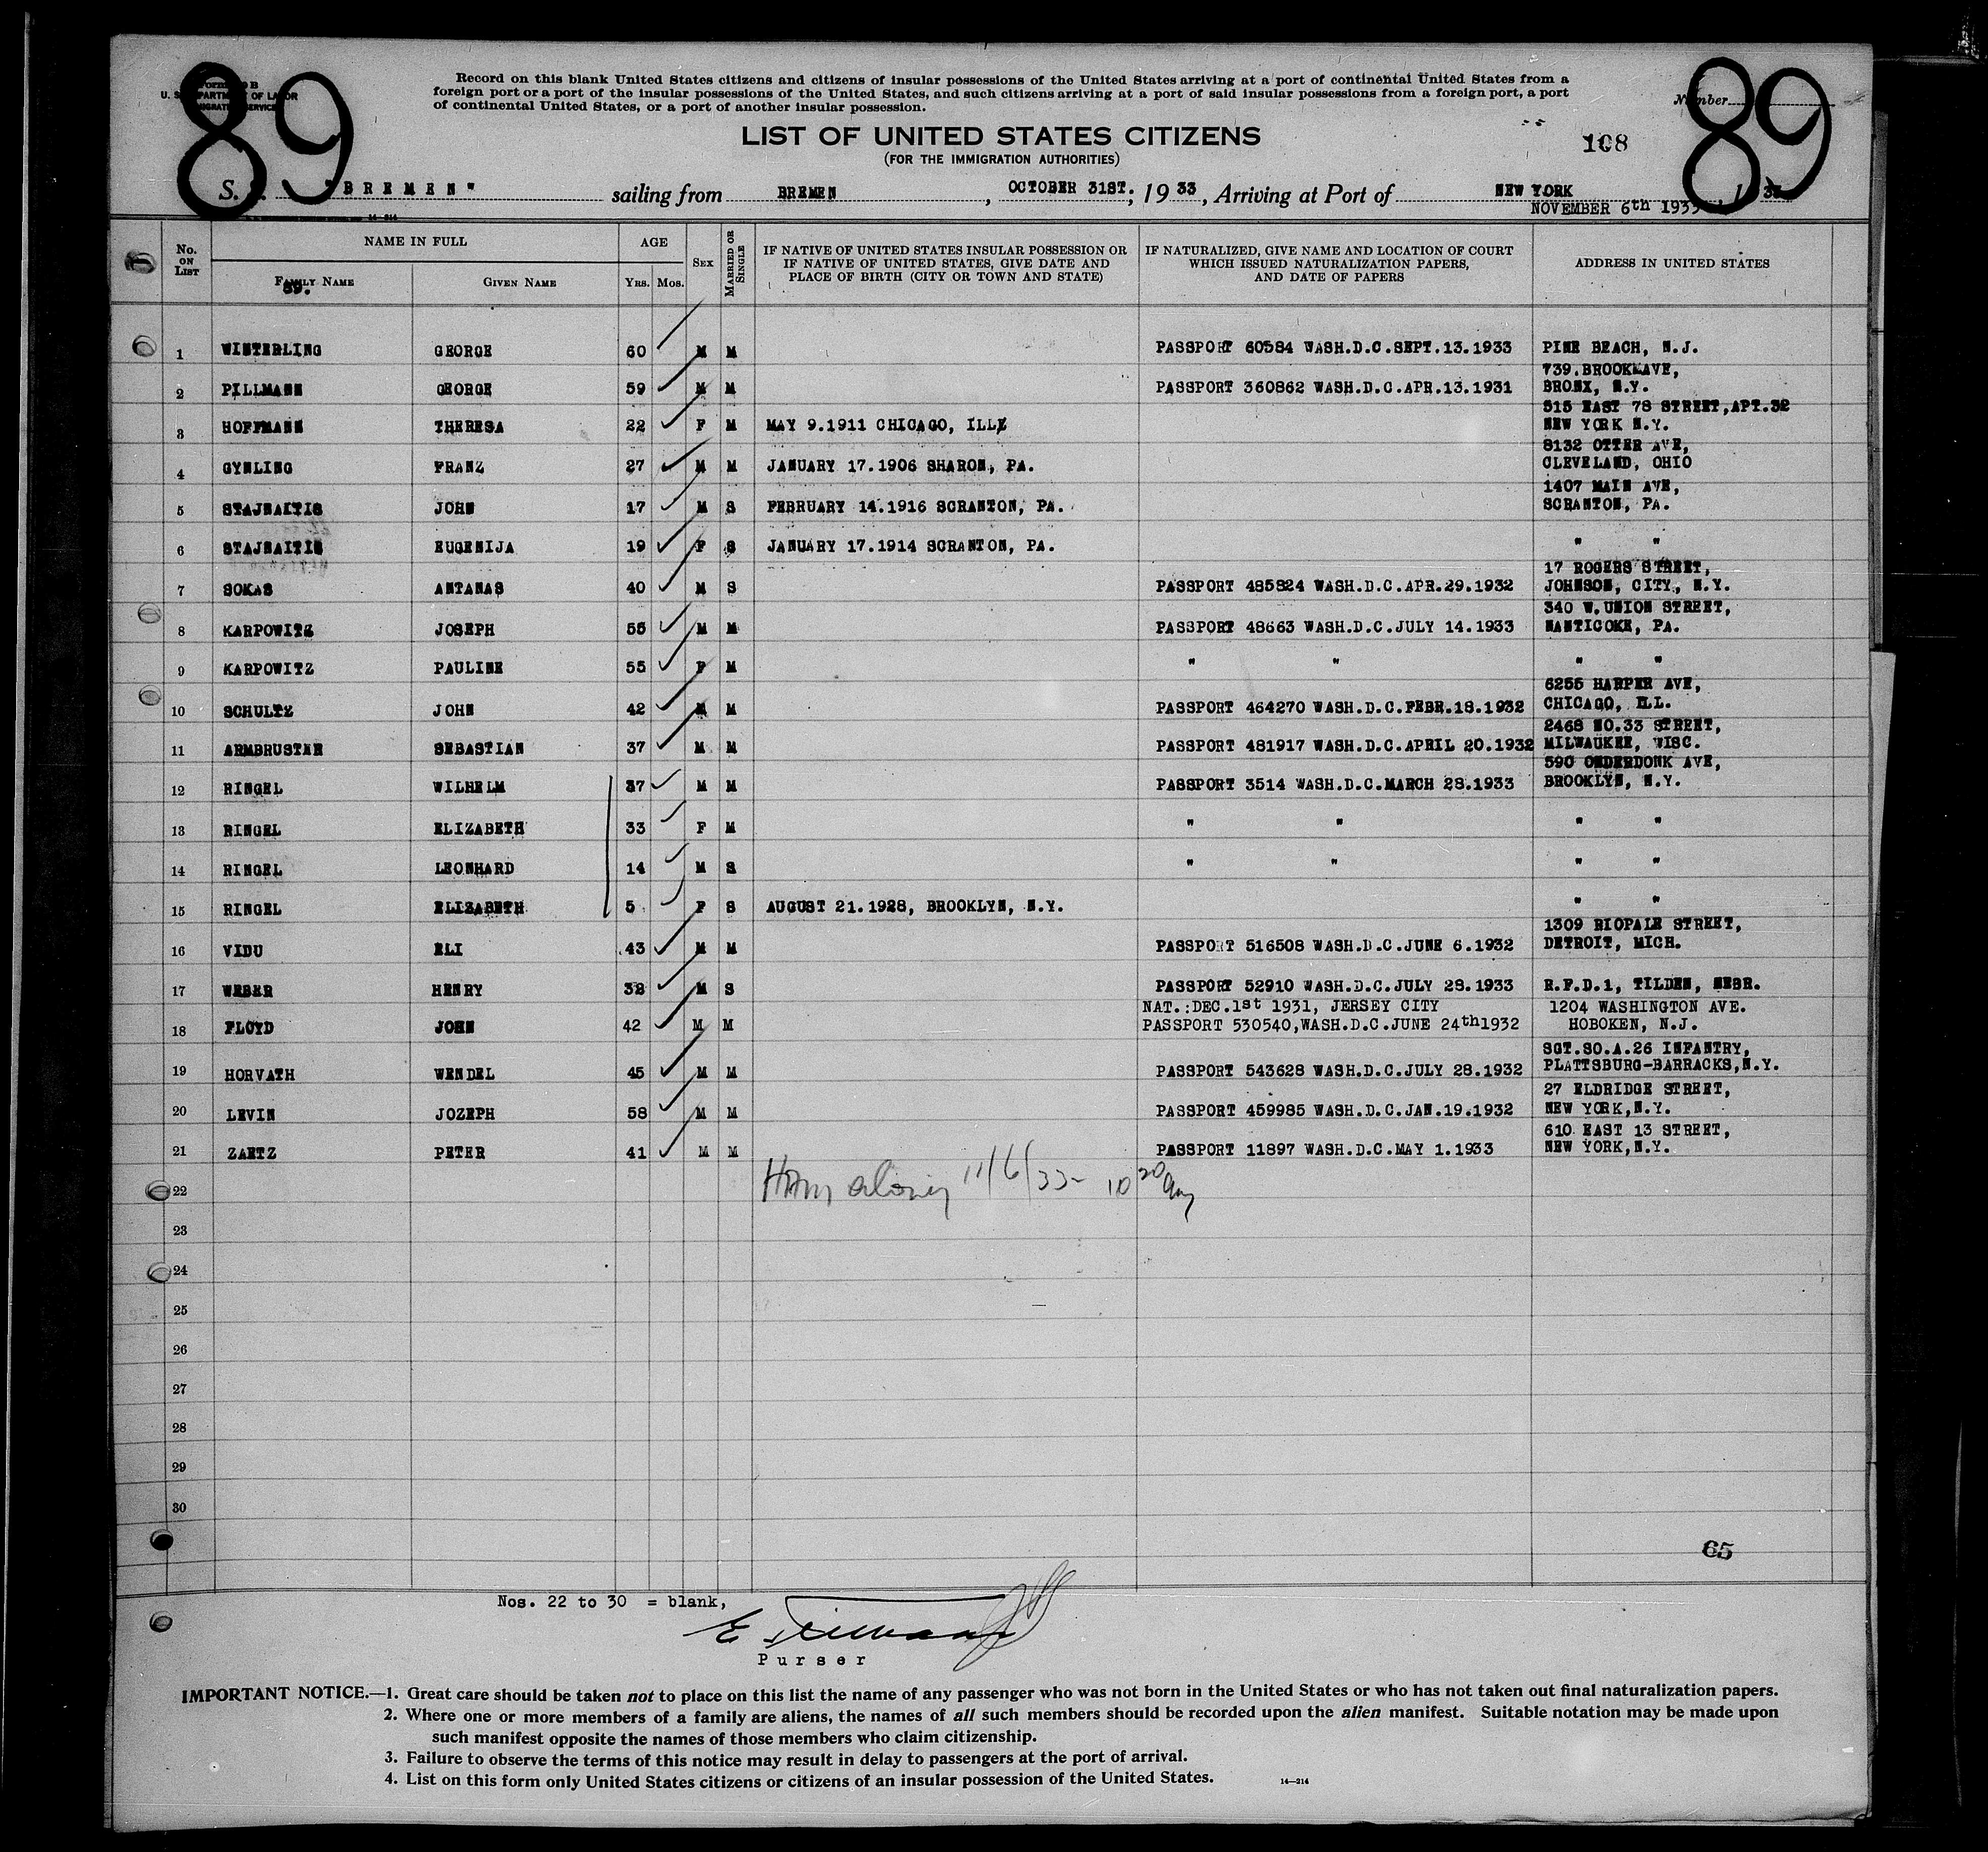 89
89
U. S. DEPARTMENT OF LABOR
IMMIGRATION SERVICE
Record on this blank United States citizens and citizens of insular possessions of the United States arriving at a port of continental United States from a
foreign port or a port of the insular possessions of the United States, and such citizens arriving at a port of said insular possessions from a foreign port, a port
of continental United States, or a port of another insular possession.
Number
LIST OF UNITED STATES CITIZENS
(FOR THE IMMIGRATION AUTHORITIES)
108
S. S. "BREMEN" sailing from BREMEN, OCTOBER 31ST. ; 19 33, Arriving at Port of NEW YORK
NOVEMBER 6th 1933
14-214
No. ON LIST
NAME IN FULL
FAMILY NAME
89.
GIVEN NAME
AGE
YRS. MOS.
SEX
MARRIED OR SINGLE
IF NATIVE OF UNITED STATES INSULAR POSSESSION OR
IF NATIVE OF UNITED STATES, GIVE DATE AND
PLACE OF BIRTH (CITY OR TOWN AND STATE)
IF NATURALIZED, GIVE NAME AND LOCATION OF COURT
WHICH ISSUED NATURALIZATION PAPERS,
AND DATE OF PAPERS
ADDRESS IN UNITED STATES
1 WINTERLING GEORGE 60 M M PASSPORT 60584 WASH.D.C.SEPT.13.1933 PINE BEACH, N.J.
739.BROOK AVE,
2 PILLMANN GEORGE 59 M M PASSPORT 360862 WASH.D.C.APR.13.1931 BRONX, N.Y.
515 EAST 78 STREET,APT.32
3 HOFFMANN THERESA 22 F M MAY 9.1911 CHICAGO, ILL NEW YORK N.Y.
8132 OTTER AVE,
4 GYNLING FRANZ 27 M M JANUARY 17.1906 SHARON, PA. CLEVELAND, OHIO
1407 MAIN AVE,
5 STAJNAITIS JOHN 17 M S FEBRUARY 14.1916 SCRANTON, PA. SCRANTON, PA.
6 STAJNAITIS EUGENIJA 19 F S JANUARY 17.1914 SCRANTON, PA. " "
17 ROGERS STREET,
7 SOKAS ANTANAS 40 M S PASSPORT 485824 WASH.D.C.APR.29.1932 JOHNSON, CITY, N.Y.
340 W.UNION STREET,
8 KARPOWITZ JOSEPH 55 M M PASSPORT 48663 WASH.D.C.JULY 14.1933 NANTICOKE, PA.
9 KARPOWITZ PAULINE 55 F M " " " "
6255 HARPER AVE,
10 SCHULTZ JOHN 42 M M PASSPORT 464270 WASH.D.C.FEBR.18.1932 CHICAGO, ILL.
2468 NO.33 STREET,
11 ARMBRUSTER SEBASTIAN 37 M M PASSPORT 481917 WASH.D.C.APRIL 20.1932 MILWAUKEE, WISC.
590 ONDERDONK AVE,
12 RINGEL WILHELM 37 M M PASSPORT 3514 WASH.D.C.MARCH 28.1933 BROOKLYN, N.Y.
13 RINGEL ELIZABETH 33 F M " " " "
14 RINGEL LEONHARD 14 M S " " " "
15 RINGEL ELIZABETH 5 F S AUGUST 21.1928, BROOKLYN, N.Y. " "
1309 RIOPALE STREET,
16 VIDU ELI 43 M M PASSPORT 516508 WASH.D.C.JUNE 6.1932 DETROIT, MICH.
17 WEBER HENRY 32 M S PASSPORT 52910 WASH.D.C.JULY 28.1933 R.F.D.1, TILDEN, NEBR.
NAT.:DEC.1st 1931, JERSEY CITY 1204 WASHINGTON AVE.
18 FLOYD JOHN 42 M M PASSPORT 530540,WASH.D.C.JUNE 24th1932 HOBOKEN, N.J.
SGT.SO.A.26 INFANTRY,
19 HORVATH WENDEL 45 M M PASSPORT 543628 WASH.D.C.JULY 28.1932 PLATTSBURG-BARRACKS,N.Y.
27 ELDRIDGE STREET,
20 LEVIN JOZEPH 58 M M PASSPORT 459985 WASH.D.C.JAN.19.1932 NEW YORK,N.Y.
610 EAST 13 STREET,
21 ZAETZ PETER 41 M M PASSPORT 11897 WASH.D.C.MAY 1.1933 NEW YORK,N.Y.
11/6/33- 10 20 am
22
23
24
25
26
27
28
29
30
65
Nos. 22 to 30 = blank,
Purser
IMPORTANT NOTICE.—1. Great care should be taken not to place on this list the name of any passenger who was not born in the United States or who has not taken out final naturalization papers.
2. Where one or more members of a family are aliens, the names of all such members should be recorded upon the alien manifest. Suitable notation may be made upon
such manifest opposite the names of those members who claim citizenship.
3. Failure to observe the terms of this notice may result in delay to passengers at the port of arrival.
4. List on this form only United States citizens or citizens of an insular possession of the United States.
14—214